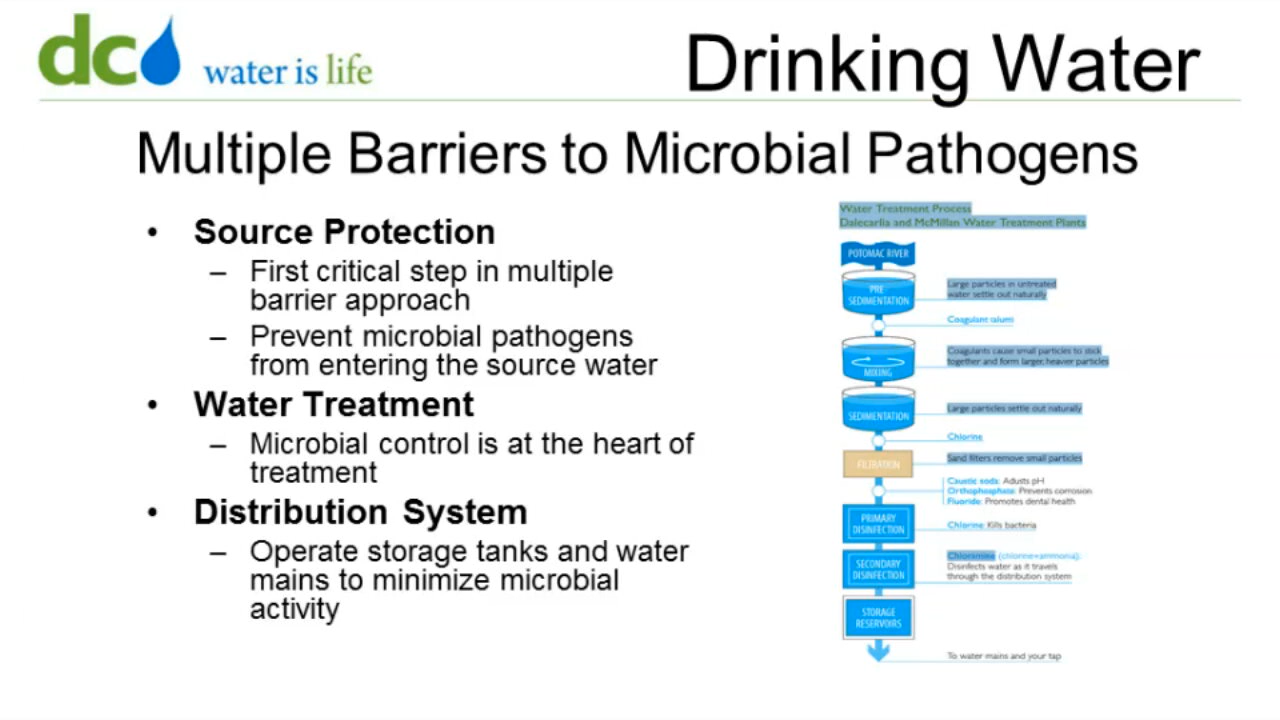 dc
water is life
Drinking Water
Multiple Barriers to Microbial Pathogens
• Source Protection
– First critical step in multiple
barrier approach
– Prevent microbial pathogens
from entering the source water
• Water Treatment
– Microbial control is at the heart of
treatment
• Distribution System
– Operate storage tanks and water
mains to minimize microbial
activity
Water Treatment Process
Dalecarlia and McMillan Water Treatment Plants
POTOMAC RIVER
PRE
SEDIMENTATION
Large particles in untreated
water settle out naturally
Coagulant (alum)
MIXING
Coagulants cause small particles to stick
together and form larger, heavier particles
SEDIMENTATION
Large particles settle out naturally
Chlorine
FILTRATION
Sand filters remove small particles
Caustic soda: Adjusts pH
Orthophosphate: Prevents corrosion
Fluoride: Promotes dental health
PRIMARY
DISINFECTION
Chlorine: Kills bacteria
SECONDARY
DISINFECTION
Chloramine (chlorine+ammonia):
Disinfects water as it travels
through the distribution system
STORAGE
RESERVOIRS
To water mains and your tap